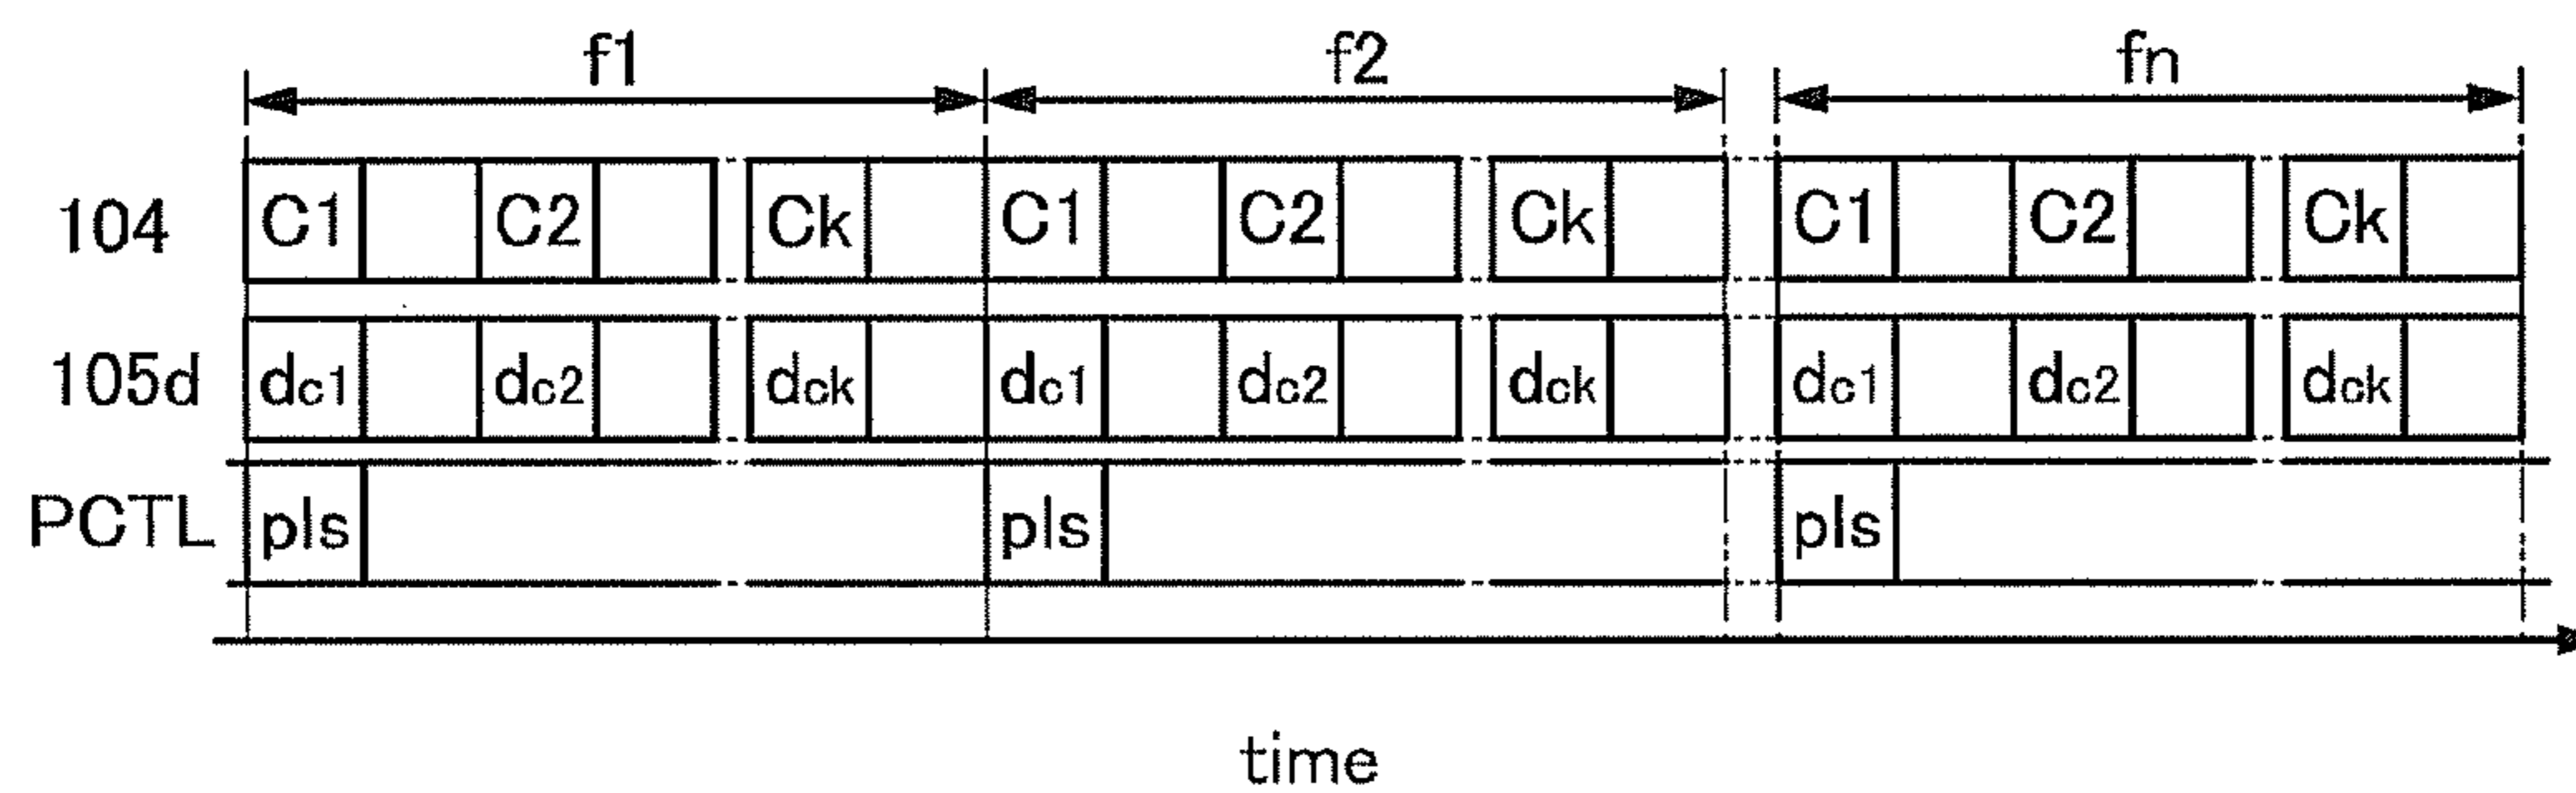 f1 f2 fn
104 C1 C2 Ck C1 C2 Ck C1 C2 Ck
105d dc1 dc2 dck dc1 dc2 dck dc1 dc2 dck
PCTL pls pls pls
time